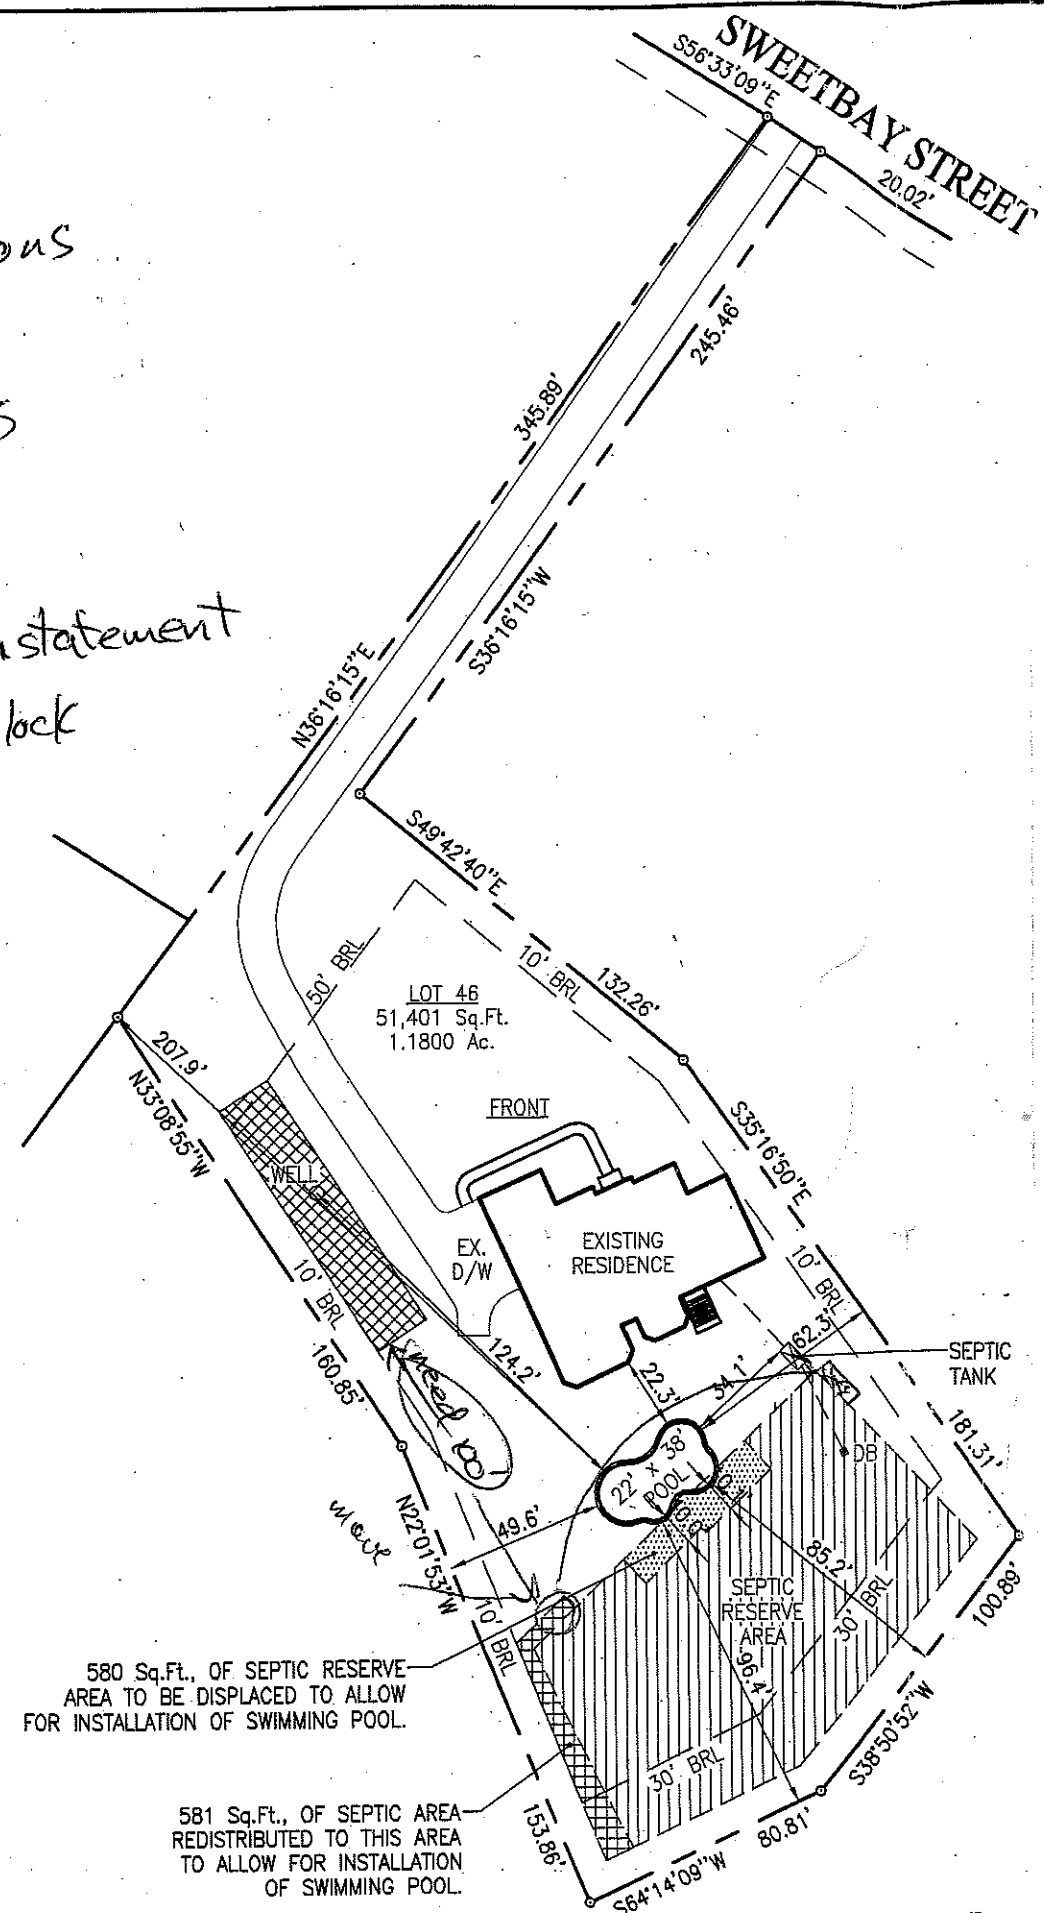 SWEETBAY STREET
S56°33'09"E
20.02'
ons
s
345.89'
245.46'
S36°16'15"W
N36°16'15"E
statement
lock
S49°42'40"E
50' BRL
10' BRL
132.26'
LOT 46
51,401 Sq.Ft.
1.1800 Ac.
207.9'
N33°08'55"W
FRONT
S35°16'50"E
WELL
EX.
D/W
EXISTING
RESIDENCE
10' BRL
10' BRL
160.85'
124.2'
need 100'
22.3'
34.1'
62.3'
SEPTIC
TANK
181.31'
DB
22' x 38'
POOL
move
49.6'
N22°01'53"W
10' BRL
85.2'
SEPTIC
RESERVE
AREA
30' BRL
100.89'
96.4'
580 Sq.Ft., OF SEPTIC RESERVE
AREA TO BE DISPLACED TO ALLOW
FOR INSTALLATION OF SWIMMING POOL.
S38°50'52"W
30' BRL
581 Sq.Ft., OF SEPTIC AREA
REDISTRIBUTED TO THIS AREA
TO ALLOW FOR INSTALLATION
OF SWIMMING POOL.
153.86'
80.81'
S64°14'09"W